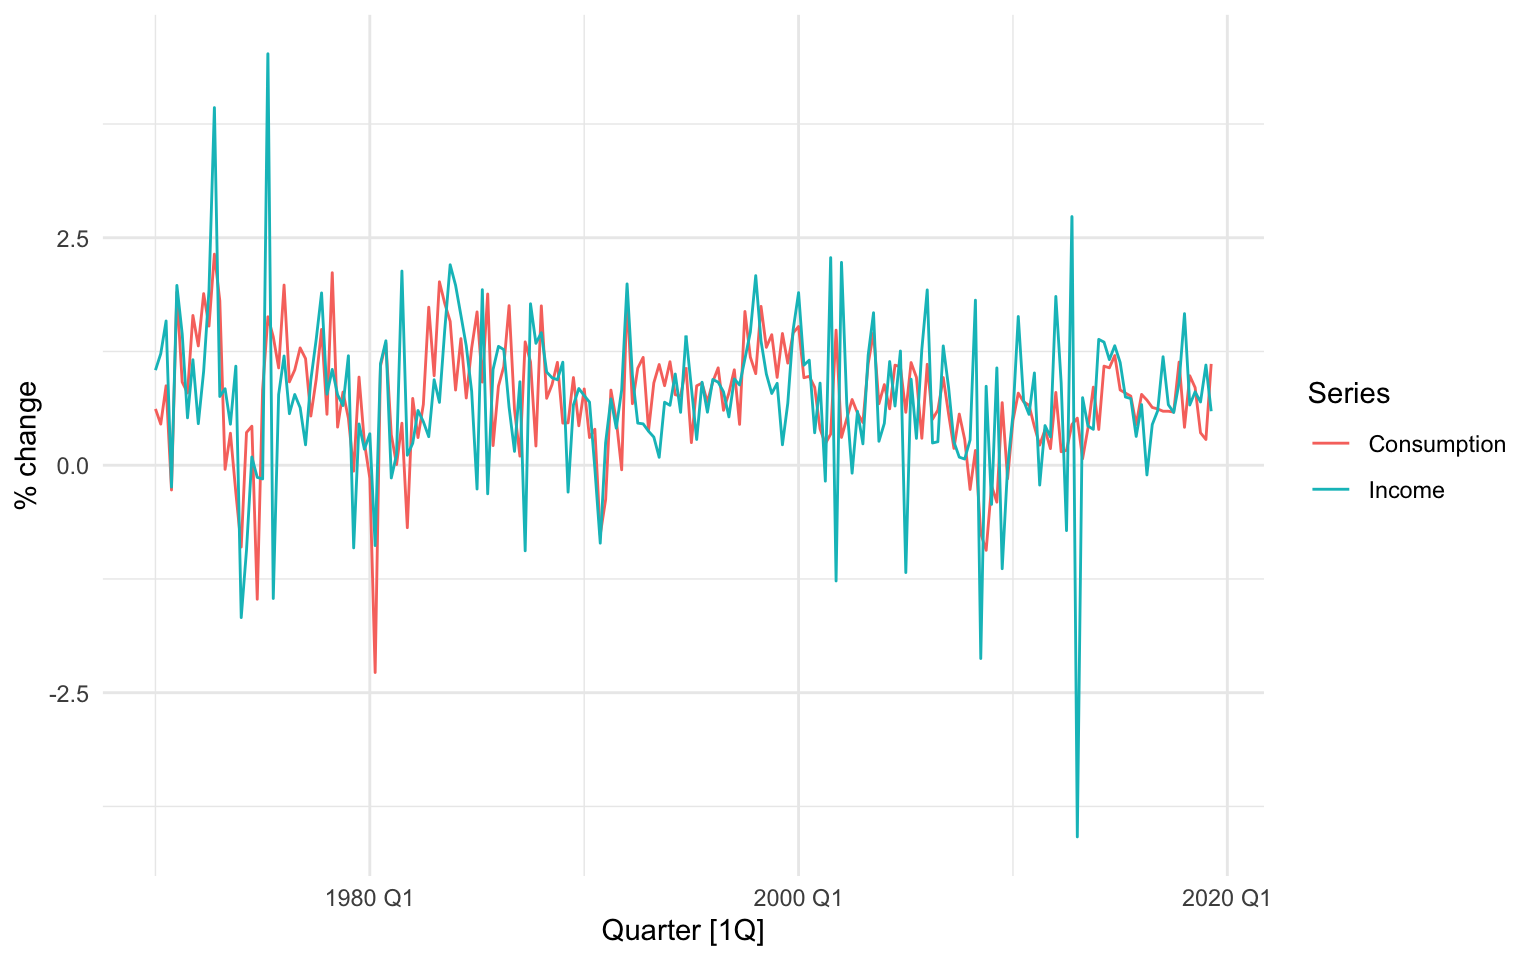 % change
2.5
0.0
-2.5
1980 Q1
2000 Q1
2020 Q1
Quarter [1Q]
Series
Consumption
Income